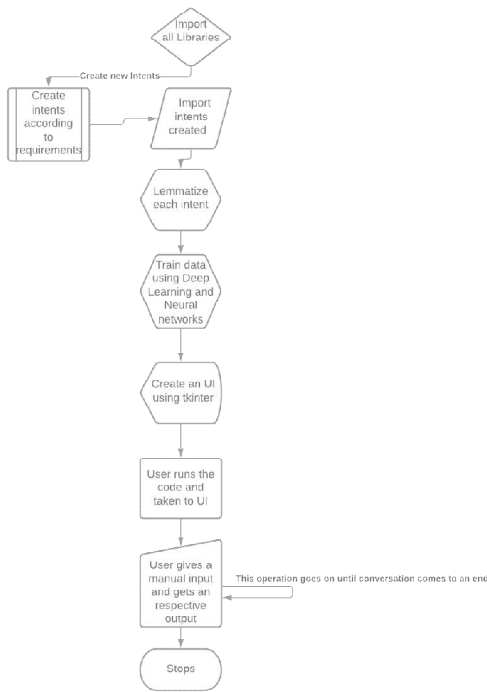 Import
all Libraries
Create new Intents
Create
intents
according
to
requirements
Import
intents
created
Lemmatize
each intent
Train data
using Deep
Learning and
Neural
networks
Create an UI
using tkinter
User runs the
code and
taken to UI
User gives a
manual input
and gets an
respective
output
This operation goes on until conversation comes to an end
Stops